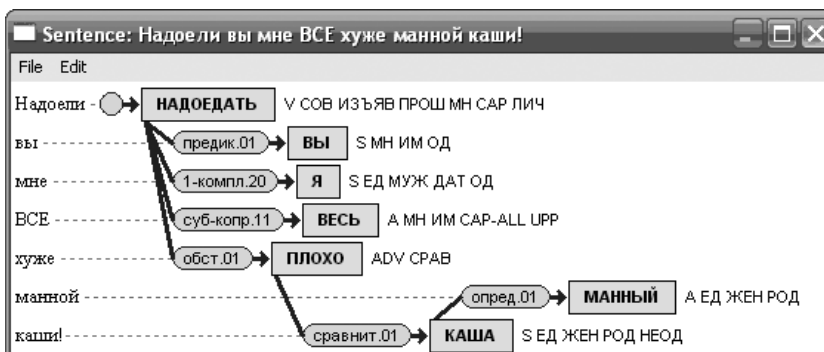 Sentence: Надоели вы мне ВСЕ хуже манной каши!
File Edit
Надоели - НАДОЕДАТЬ V СОВ ИЗЪЯВ ПРОШ МН CAP ЛИЧ
вы предик.01 ВЫ S МН ИМ ОД
мне 1-компл.20 Я S ЕД МУЖ ДАТ ОД
ВСЕ суб-копр.11 ВЕСЬ A МН ИМ CAP-ALL UPP
хуже обст.01 ПЛОХО ADV СРАВ
манной опред.01 МАННЫЙ A ЕД ЖЕН РОД
каши! сравнит.01 КАША S ЕД ЖЕН РОД НЕОД